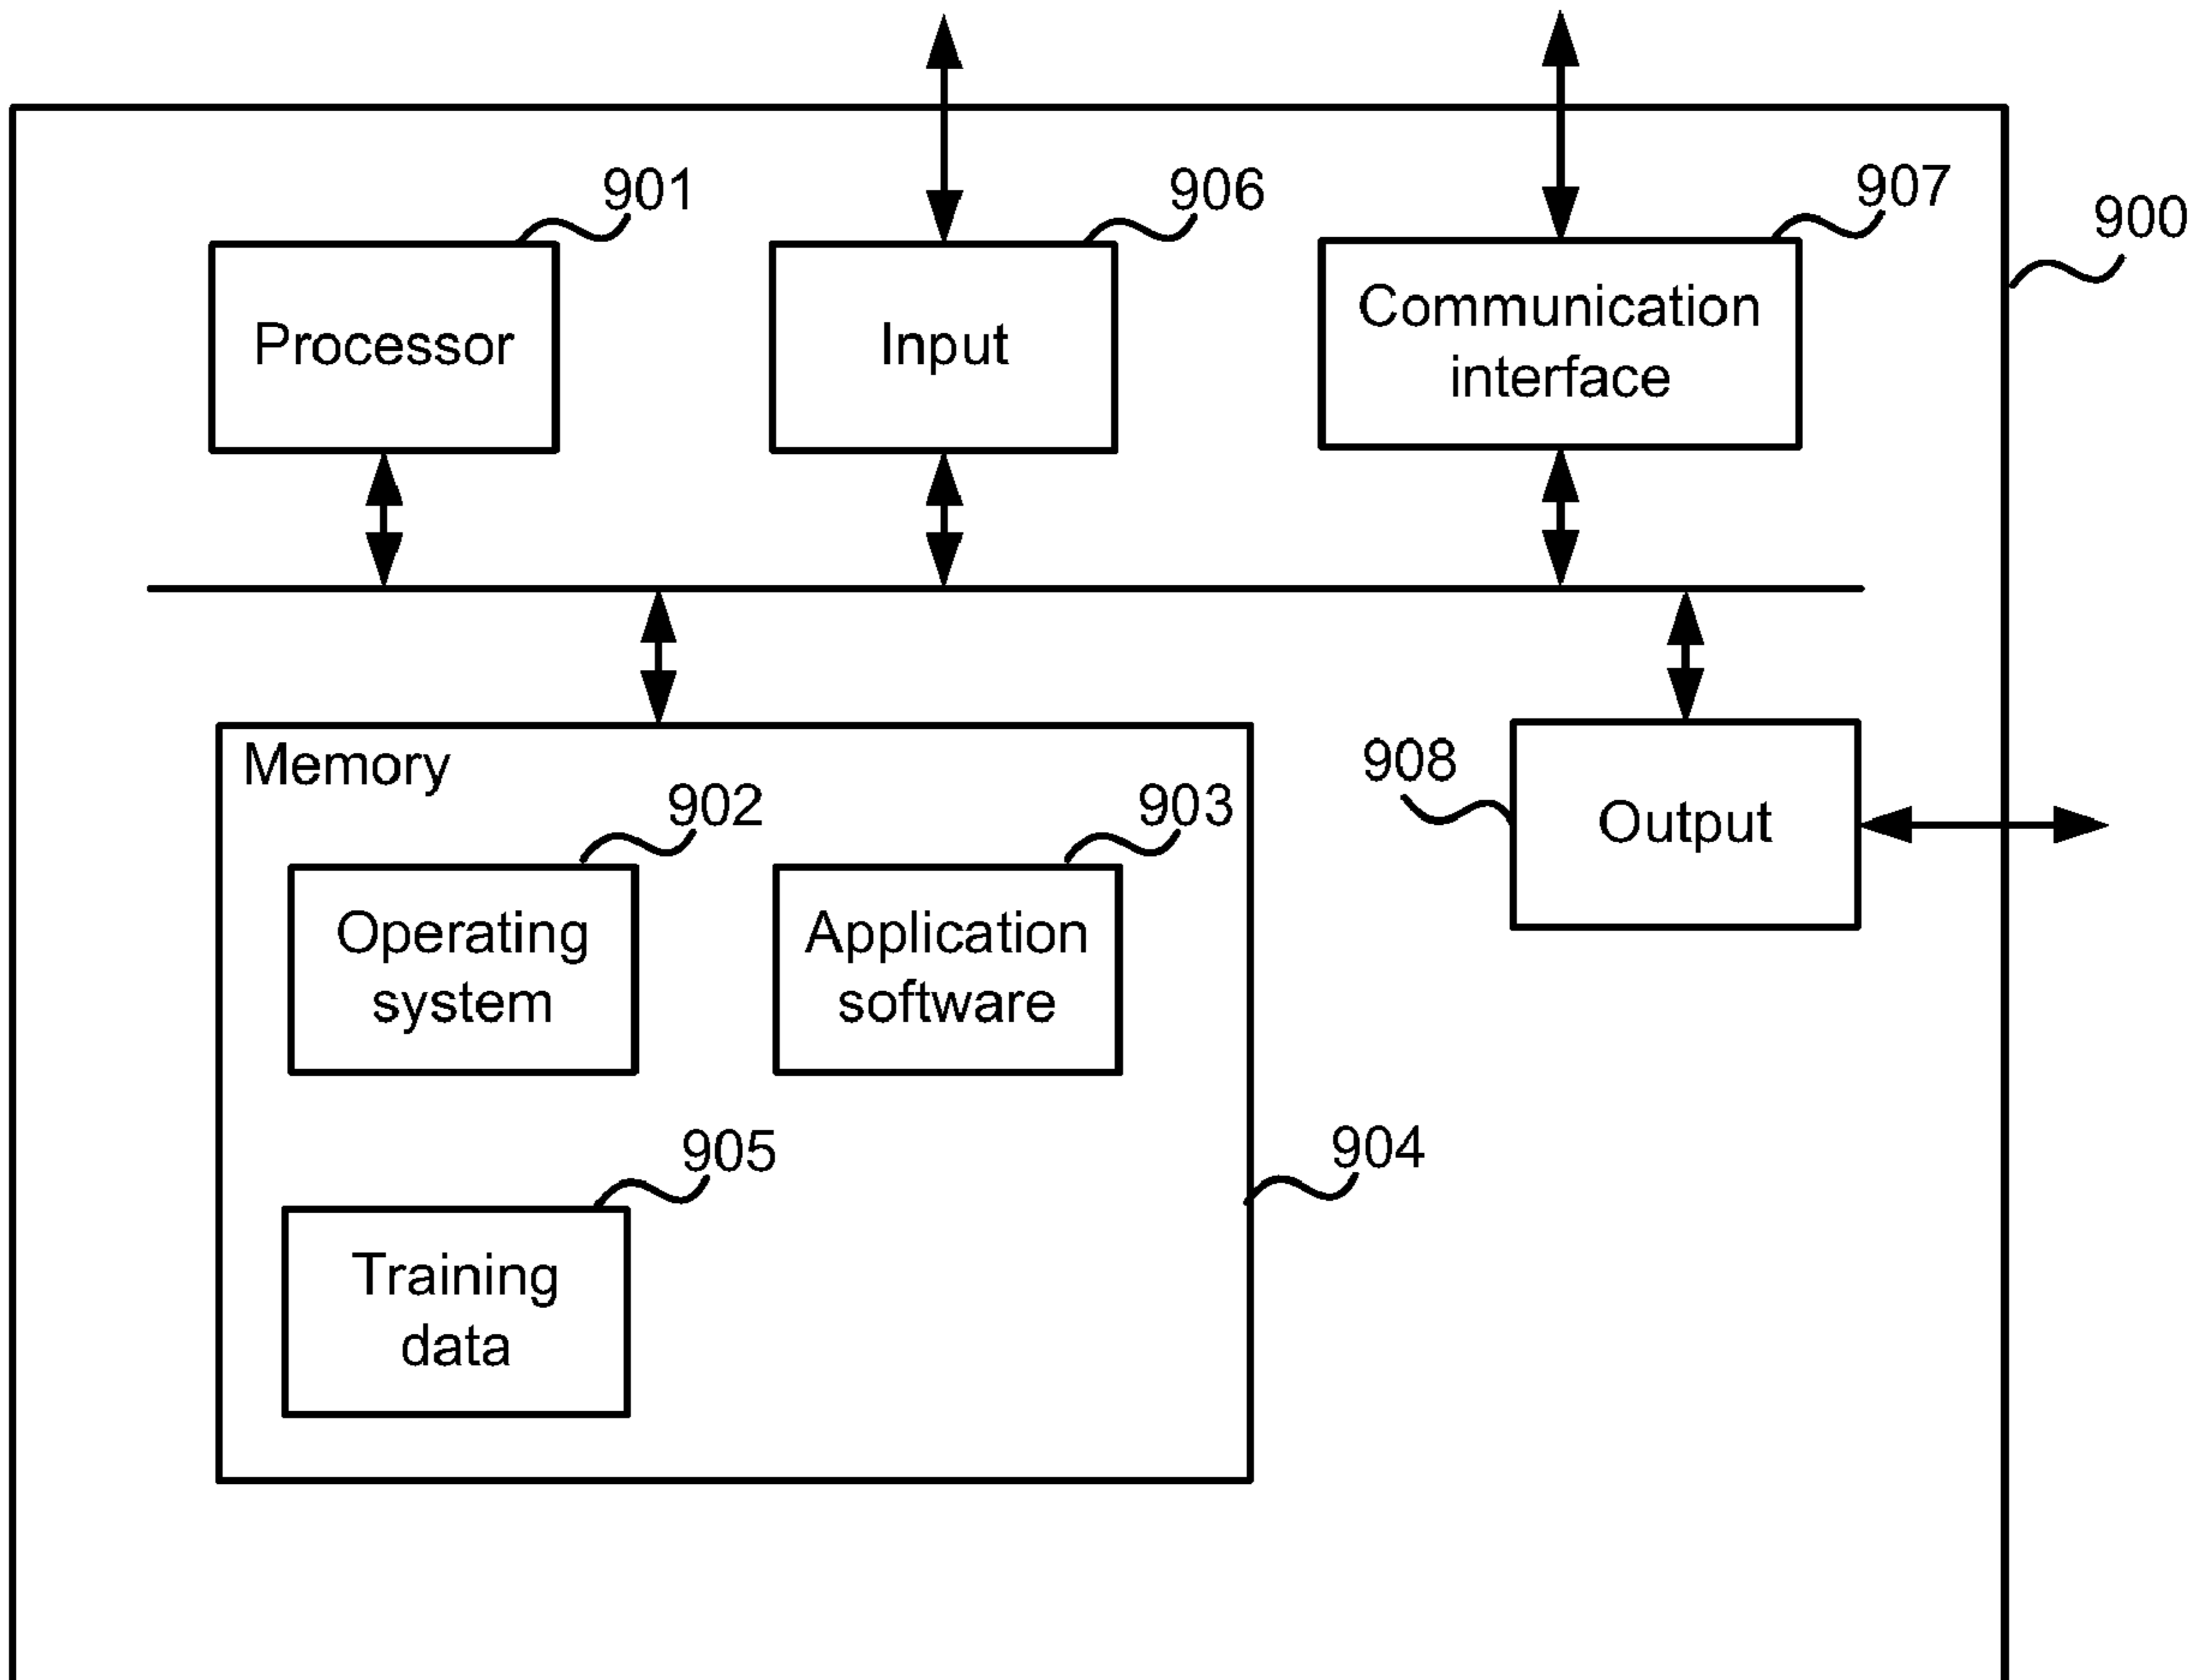 901
906
907
900
Processor
Input
Communication
interface
Memory
902
903
908
Output
Operating
system
Application
software
905
904
Training
data